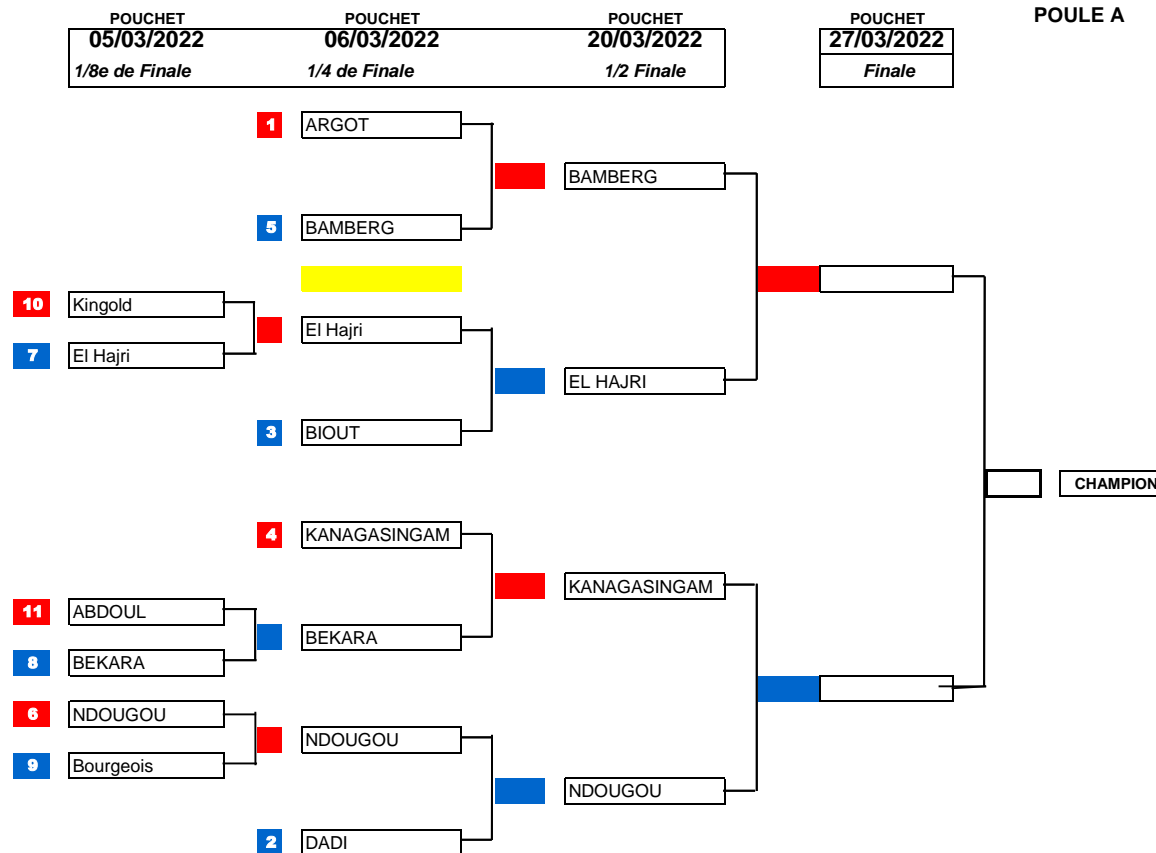 POULE A
POUCHET POUCHET POUCHET POUCHET
05/03/2022 06/03/2022 20/03/2022 27/03/2022
1/8e de Finale 1/4 de Finale 1/2 Finale Finale
1 ARGOT
BAMBERG
5 BAMBERG
10 Kingold
El Hajri
7 El Hajri
EL HAJRI
3 BIOUT
CHAMPION
4 KANAGASINGAM
KANAGASINGAM
11 ABDOUL
BEKARA
8 BEKARA
6 NDOUGOU
NDOUGOU
9 Bourgeois
NDOUGOU
2 DADI